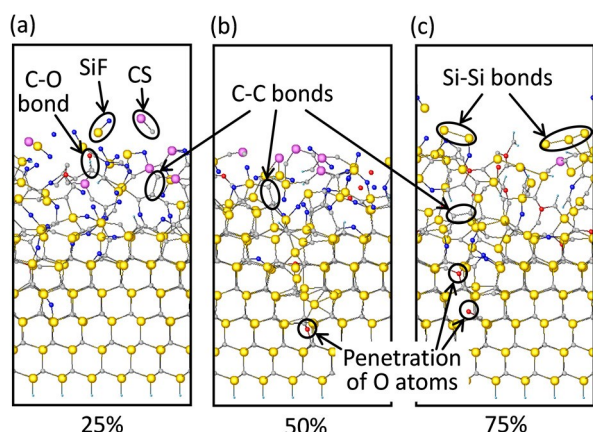 (a)
(b)
(c)
SiF
CS
C-O
bond
C-C bonds
Si-Si bonds
Penetration
of O atoms
25%
50%
75%